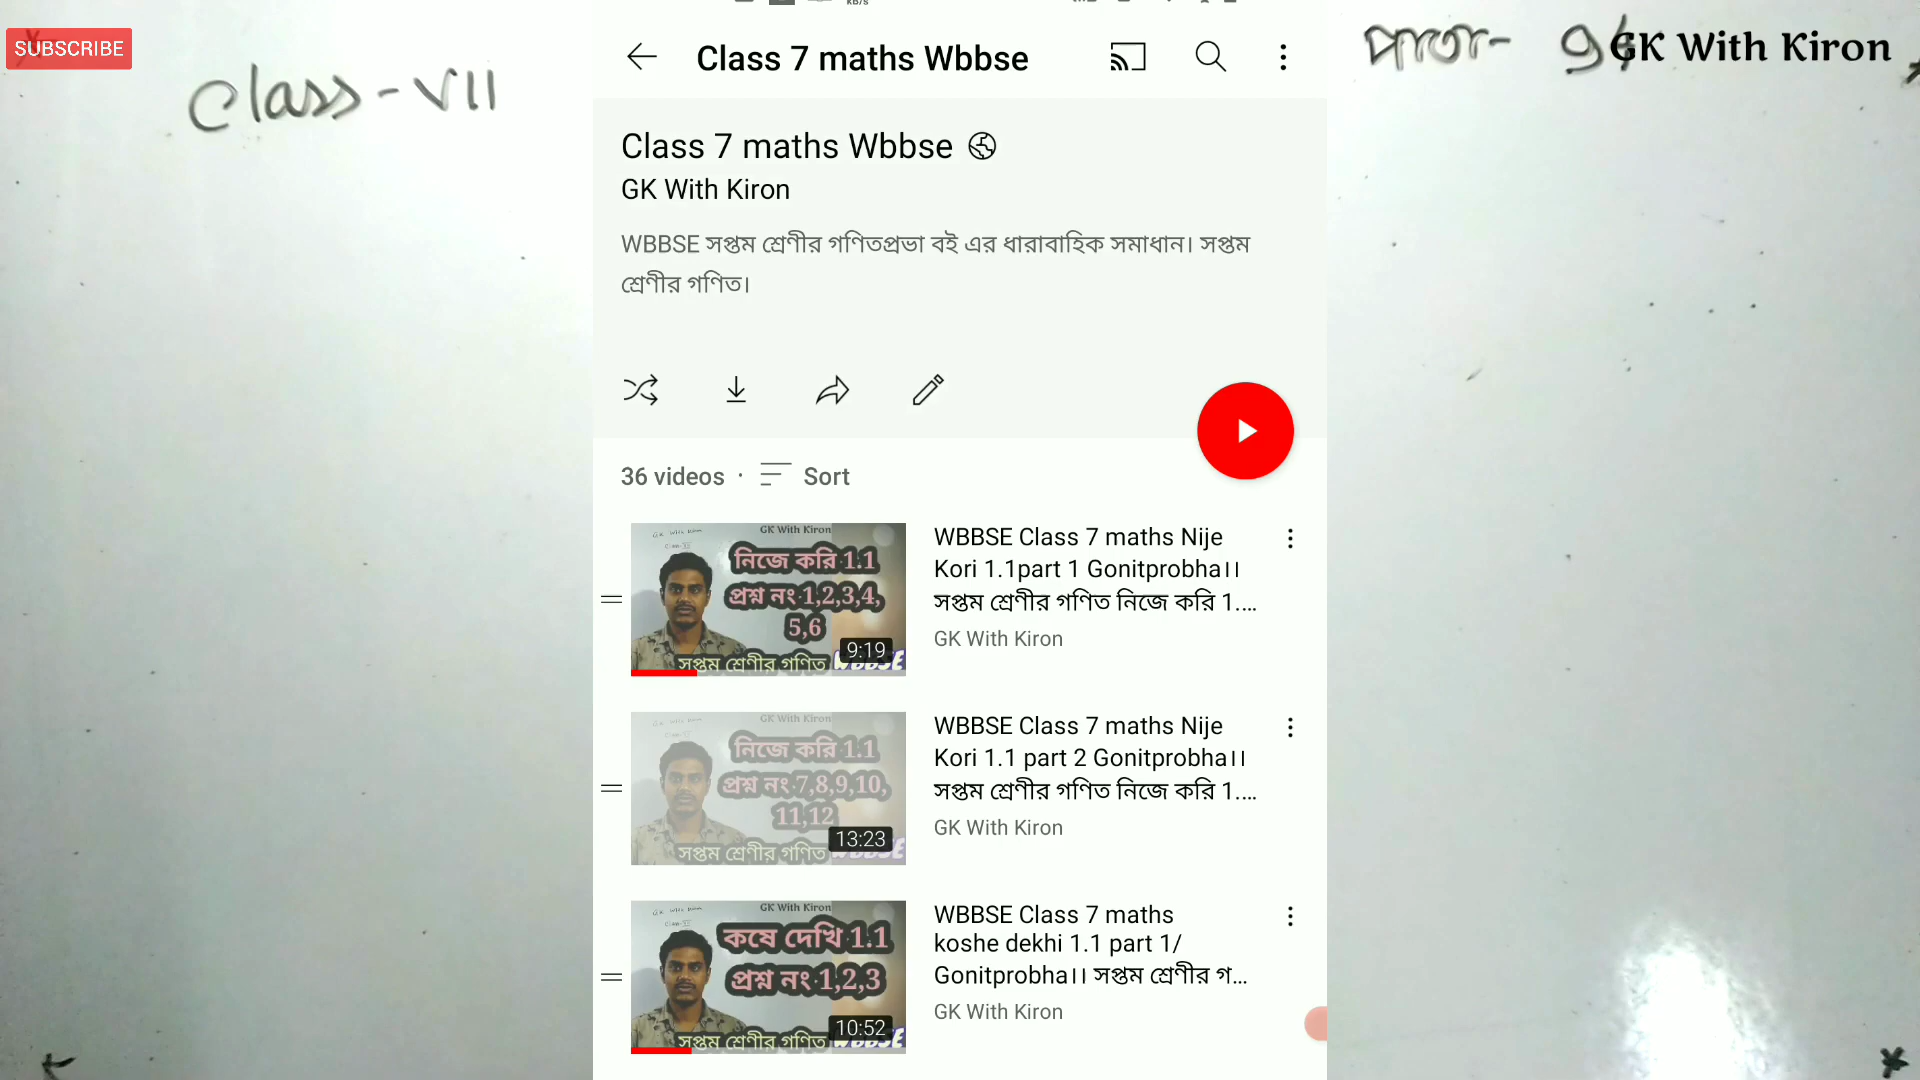 SUBSCRIBE
Class - VII
পাতা-
GK With Kiron
Class 7 maths Wbbse
Class 7 maths Wbbse
GK With Kiron
WBBSE সপ্তম শ্রেণীর গণিতপ্রভা বই এর ধারাবাহিক সমাধান। সপ্তম
শ্রেণীর গণিত।
36 videos · Sort
GK With Kiron
নিজে করি 1.1
প্রশ্ন নং 1,2,3,4,
5,6
সপ্তম শ্রেণীর গণিত
9:19
WBBSE Class 7 maths Nije
Kori 1.1part 1 Gonitprobha।।
সপ্তম শ্রেণীর গণিত নিজে করি 1....
GK With Kiron
GK With Kiron
নিজে করি 1.1
প্রশ্ন নং 7,8,9,10,
11,12
সপ্তম শ্রেণীর গণিত
13:23
WBBSE Class 7 maths Nije
Kori 1.1 part 2 Gonitprobha।।
সপ্তম শ্রেণীর গণিত নিজে করি 1....
GK With Kiron
GK With Kiron
কষে দেখি 1.1
প্রশ্ন নং 1,2,3
সপ্তম শ্রেণীর গণিত
10:52
WBBSE Class 7 maths
koshe dekhi 1.1 part 1/
Gonitprobha।। সপ্তম শ্রেণীর গ...
GK With Kiron